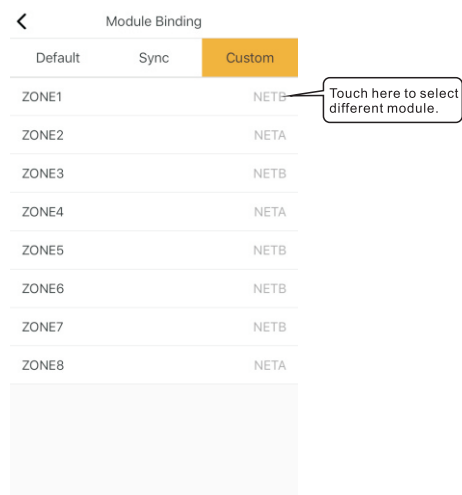 Module Binding
Default Sync Custom
ZONE1 NETB
Touch here to select
different module.
ZONE2 NETA
ZONE3 NETB
ZONE4 NETA
ZONE5 NETB
ZONE6 NETB
ZONE7 NETB
ZONE8 NETA